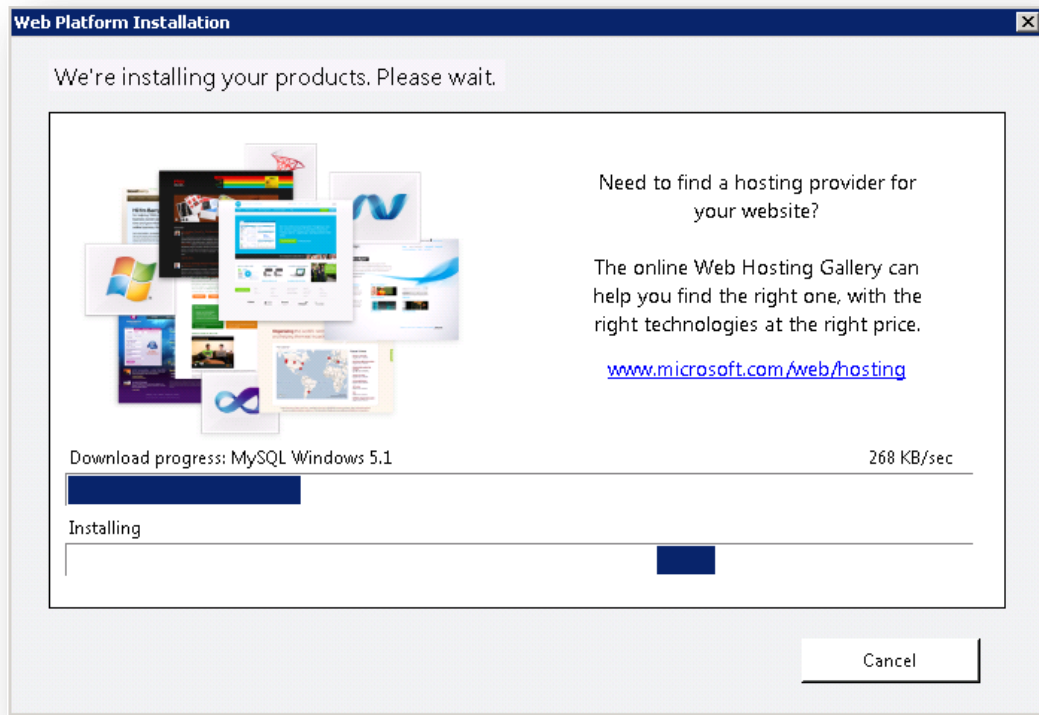 Web Platform Installation
We're installing your products. Please wait.
Need to find a hosting provider for
your website?
The online Web Hosting Gallery can
help you find the right one, with the
right technologies at the right price.
www.microsoft.com/web/hosting
Download progress: MySQL Windows 5.1 268 KB/sec
Installing
Cancel